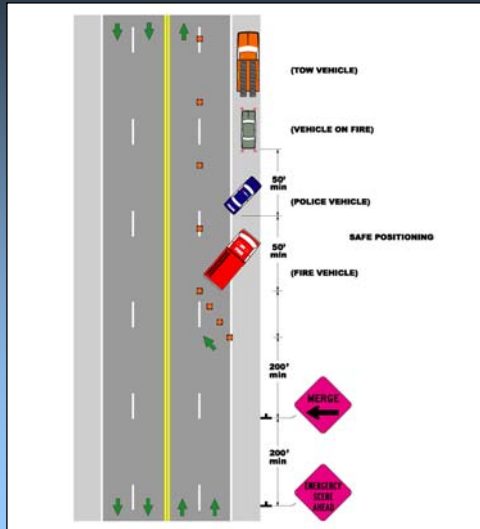 (TOW VEHICLE)
(VEHICLE ON FIRE)
50'
min
(POLICE VEHICLE)
SAFE POSITIONING
50'
min
(FIRE VEHICLE)
200'
min
MERGE
200'
min
EMERGENCY
SCENE
AHEAD